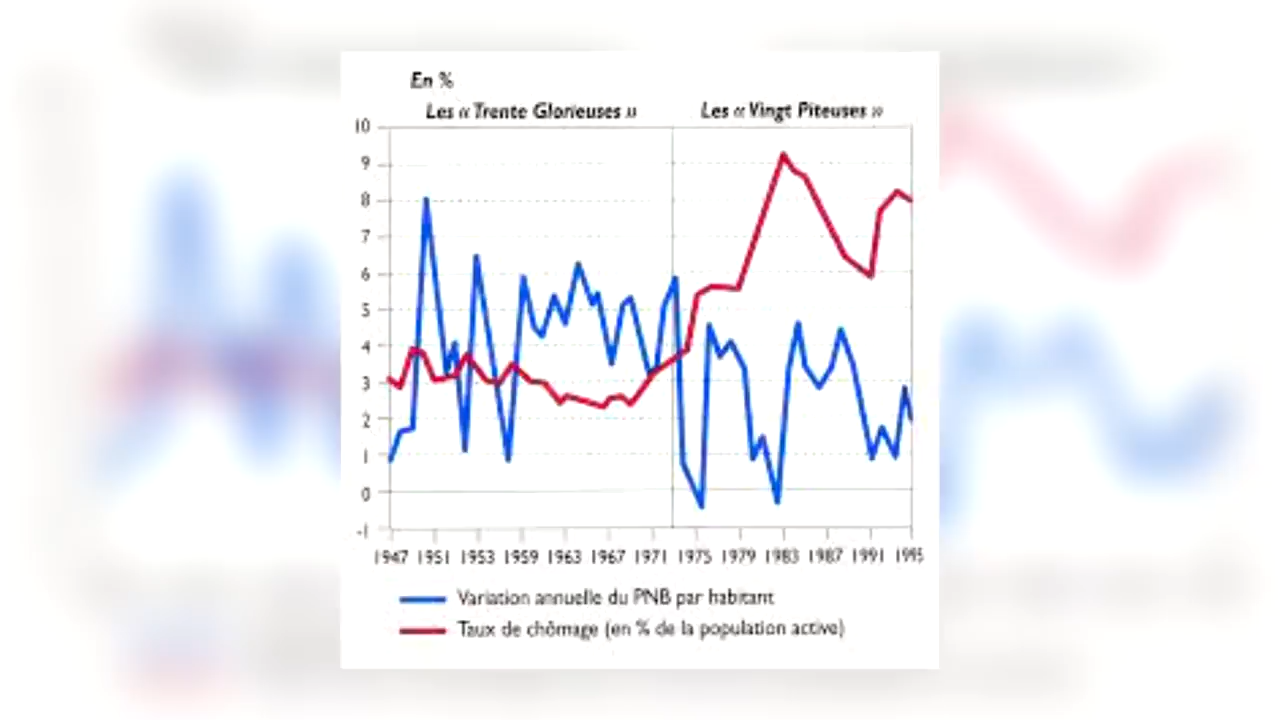 En %
Les « Trente Glorieuses »
Les « Vingt Piteuses »
10
9
8
7
6
5
4
3
2
1
0
-1
1947 1951 1953 1959 1963 1967 1971 1975 1979 1983 1987 1991 1995
Variation annuelle du PNB par habitant
Taux de chômage (en % de la population active)